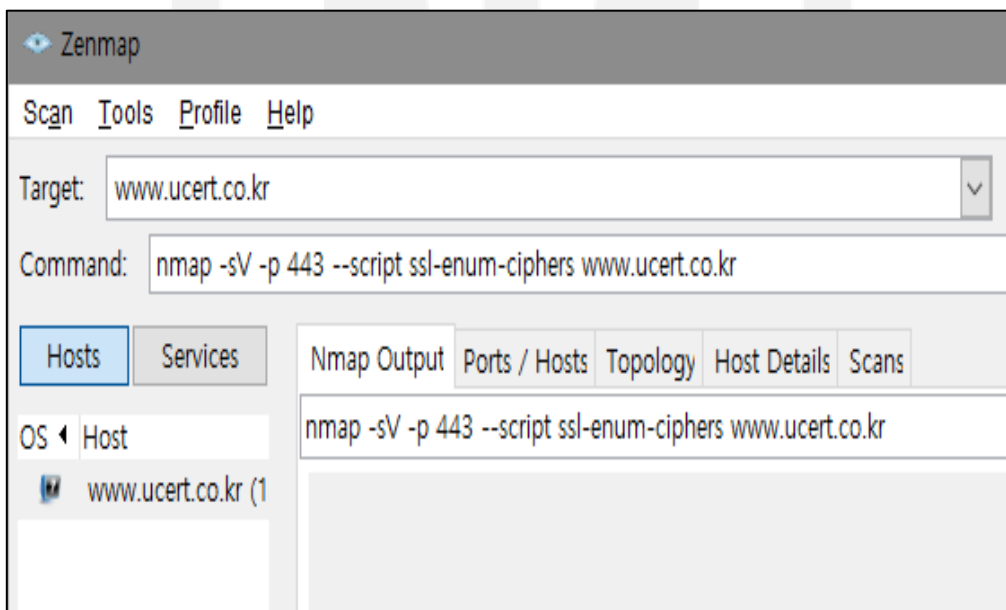 Zenmap
Scan Tools Profile Help
Target: www.ucert.co.kr
Command: nmap -sV -p 443 --script ssl-enum-ciphers www.ucert.co.kr
Hosts Services
Nmap Output Ports / Hosts Topology Host Details Scans
OS Host
nmap -sV -p 443 --script ssl-enum-ciphers www.ucert.co.kr
www.ucert.co.kr (1